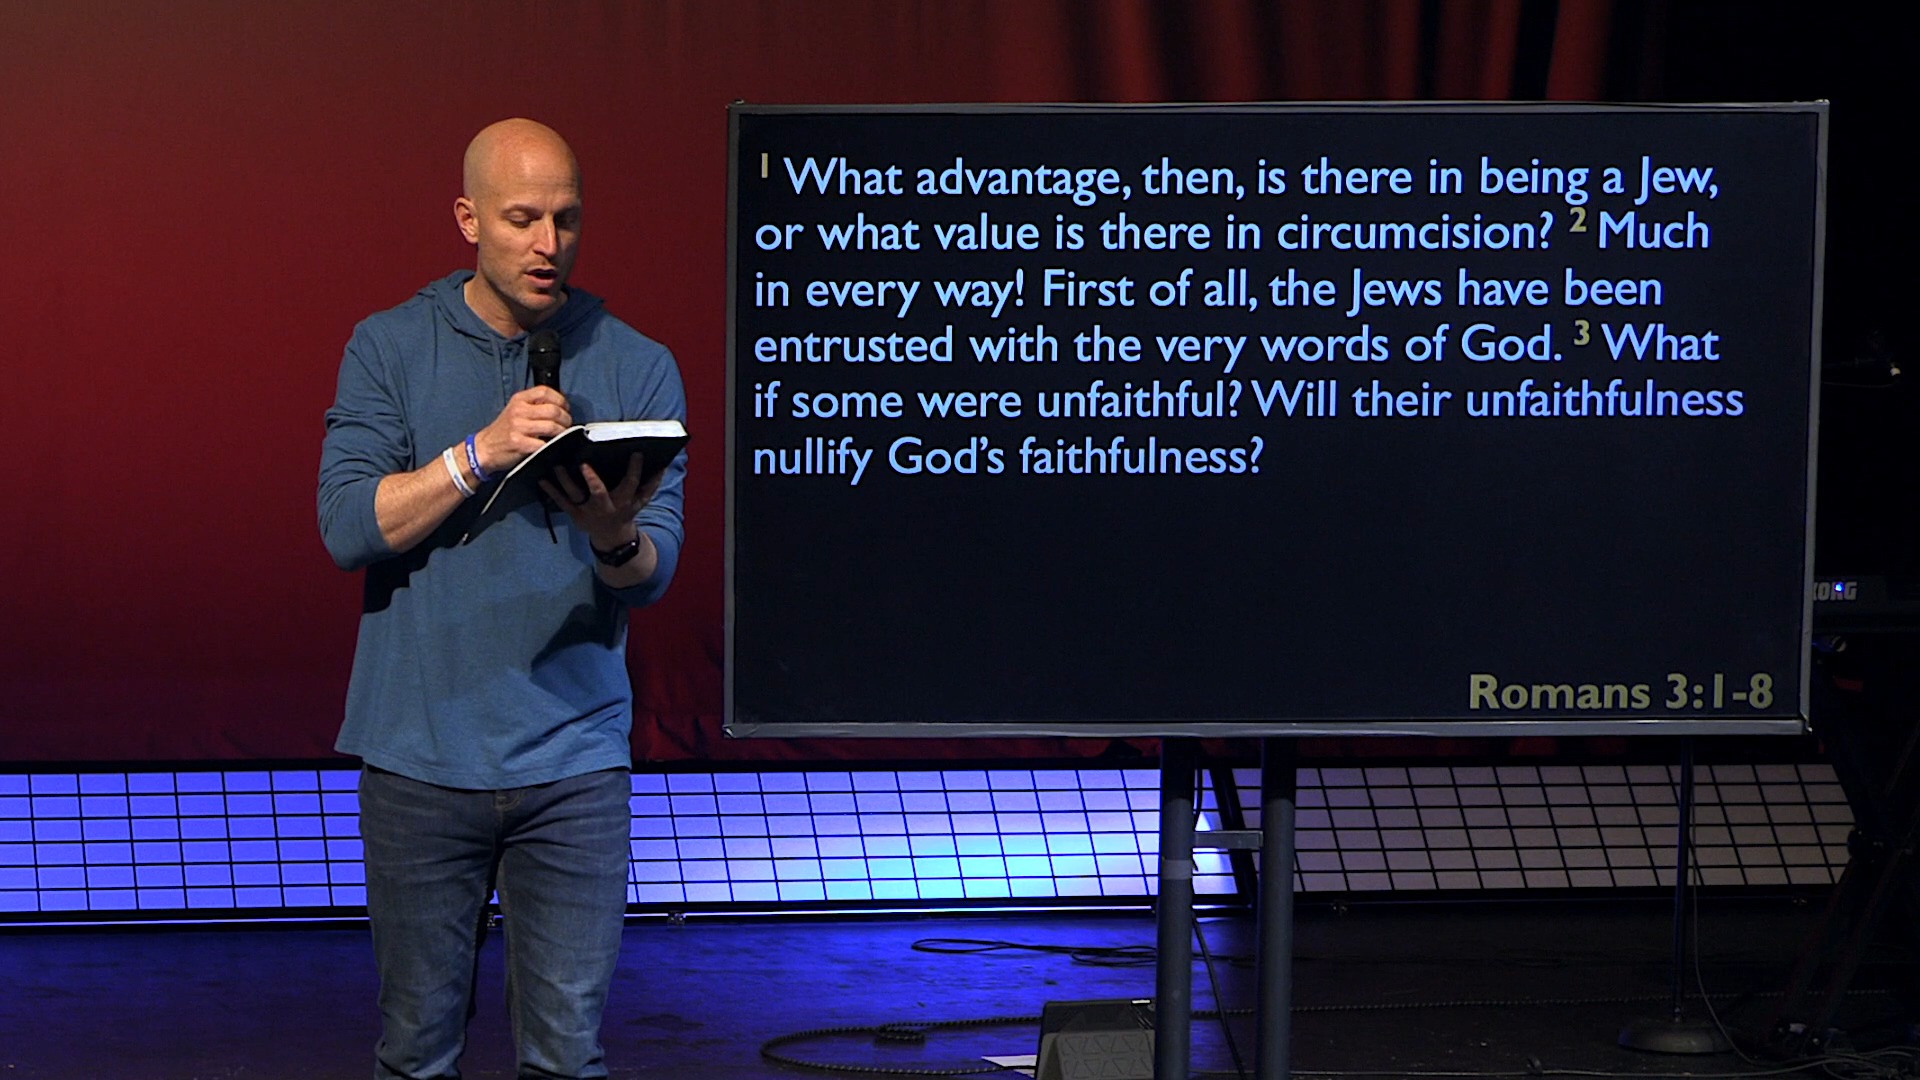 1 What advantage, then, is there in being a Jew,
or what value is there in circumcision? 2 Much
in every way! First of all, the Jews have been
entrusted with the very words of God. 3 What
if some were unfaithful? Will their unfaithfulness
nullify God's faithfulness?
Romans 3:1-8
KORG